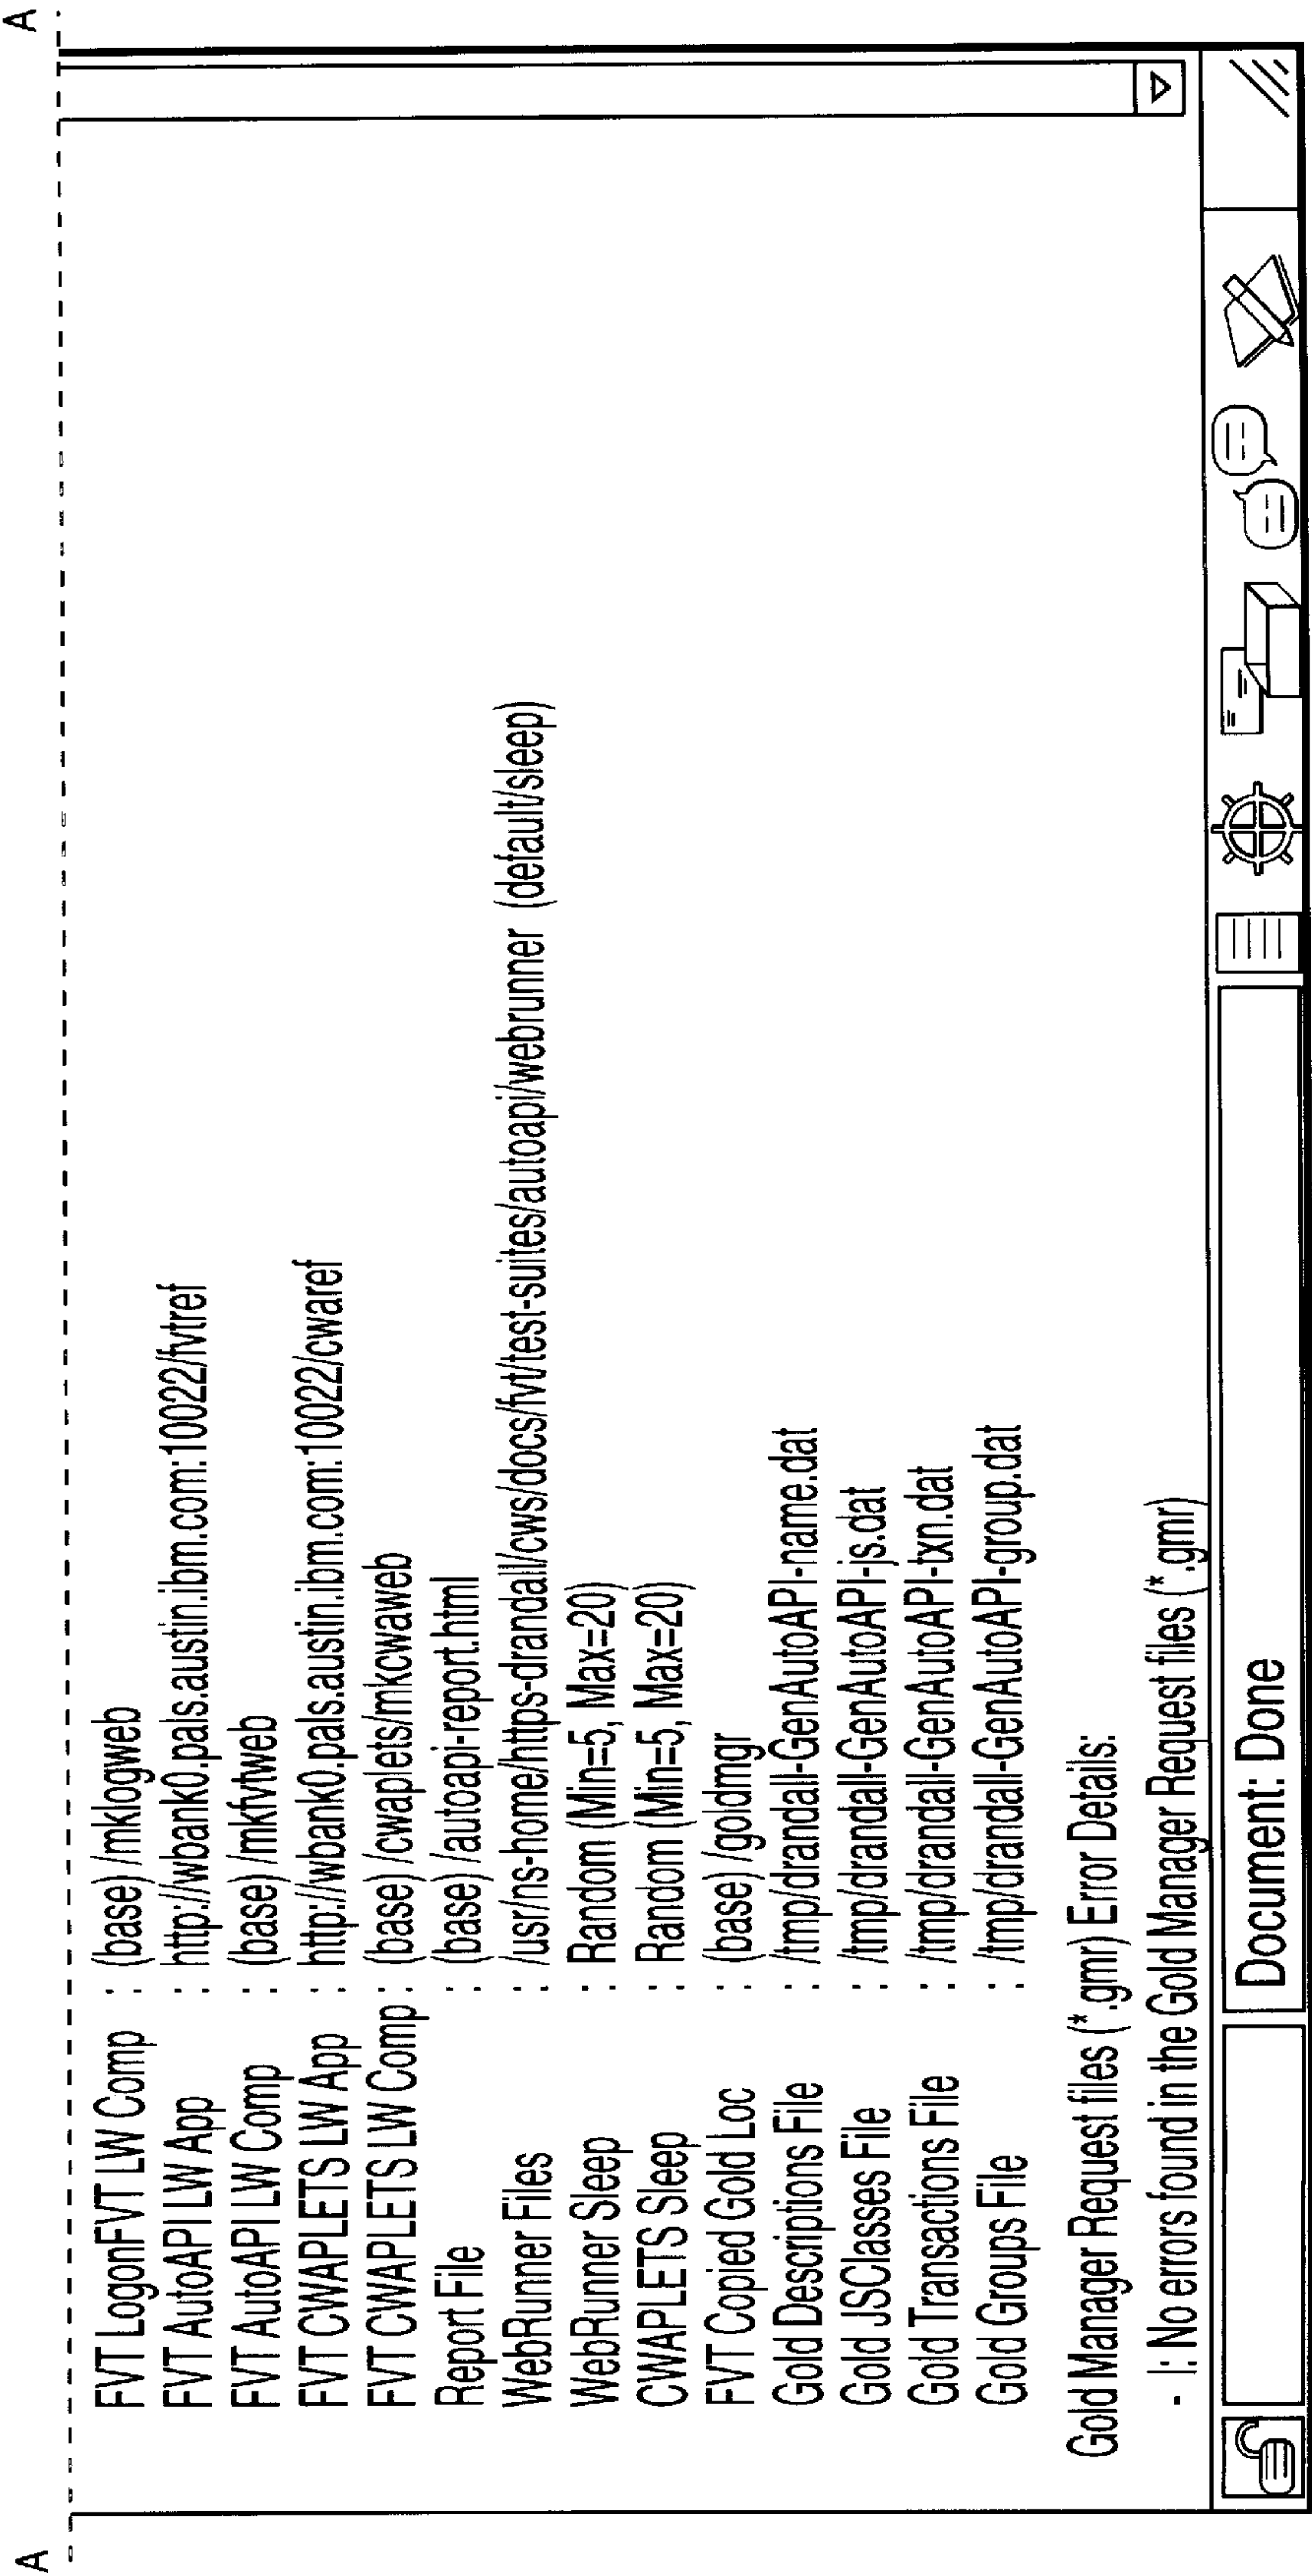 A A
FVT LogonFVT LW Comp : (base) /mklogweb
FVT AutoAPI LW App : http://wbank0.pals.austin.ibm.com:10022/fvtref
FVT AutoAPI LW Comp : (base) /mkfvtweb
FVT CWAPLETS LW App : http://wbank0.pals.austin.ibm.com:10022/cwaref
FVT CWAPLETS LW Comp : (base) /cwaplets/mkcwaweb
Report File : (base) /autoapi-report.html
WebRunner Files : /usr/ns-home/https-drandall/cws/docs/fvt/test-suites/autoapi/webrunner (default/sleep)
WebRunner Sleep : Random (Min=5, Max=20)
CWAPLETS Sleep : Random (Min=5, Max=20)
FVT Copied Gold Loc : (base) /goldmgr
Gold Descriptions File : /tmp/drandall-GenAutoAPI-name.dat
Gold JSClasses File : /tmp/drandall-GenAutoAPI-js.dat
Gold Transactions File : /tmp/drandall-GenAutoAPI-txn.dat
Gold Groups File : /tmp/drandall-GenAutoAPI-group.dat
Gold Manager Request files (*.gmr) Error Details:
- I: No errors found in the Gold Manager Request files (*.gmr)
Document: Done